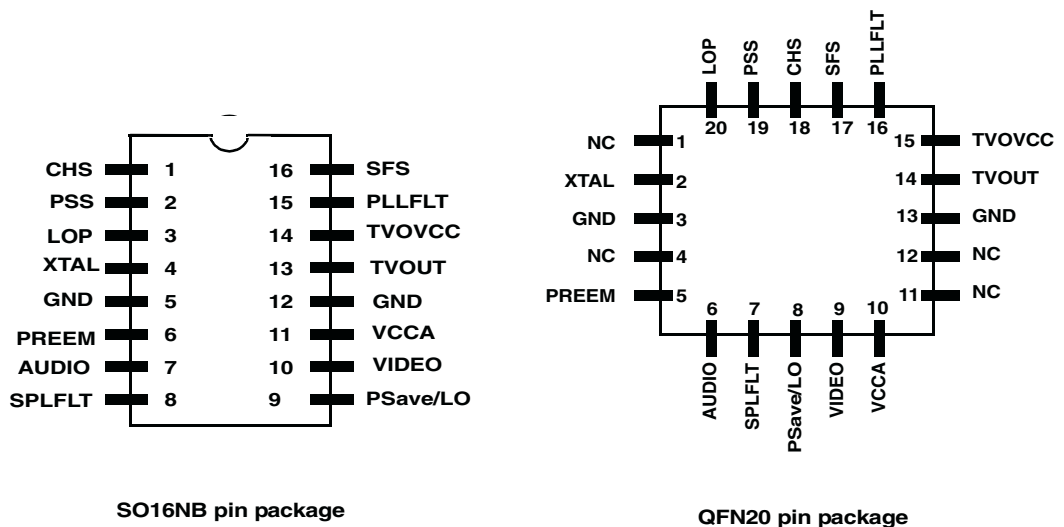 CHS 1 16 SFS
PSS 2 15 PLLFLT
LOP 3 14 TVOVCC
XTAL 4 13 TVOUT
GND 5 12 GND
PREEM 6 11 VCCA
AUDIO 7 10 VIDEO
SPLFLT 8 9 PSave/LO
SO16NB pin package
LOP PSS CHS SFS PLLFLT
20 19 18 17 16
NC 1 15 TVOVCC
XTAL 2 14 TVOUT
GND 3 13 GND
NC 4 12 NC
PREEM 5 11 NC
6 7 8 9 10
AUDIO SPLFLT PSave/LO VIDEO VCCA
QFN20 pin package